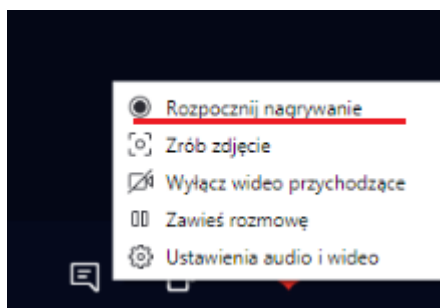 Rozpocznij nagrywanie
Zrób zdjęcie
Wyłącz wideo przychodzące
Zawieś rozmowę
Ustawienia audio i wideo